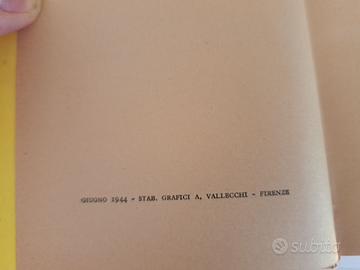 GIUGNO 1944 - STAB. GRAFICI A, VALLECCHI - FIRENZE
subito